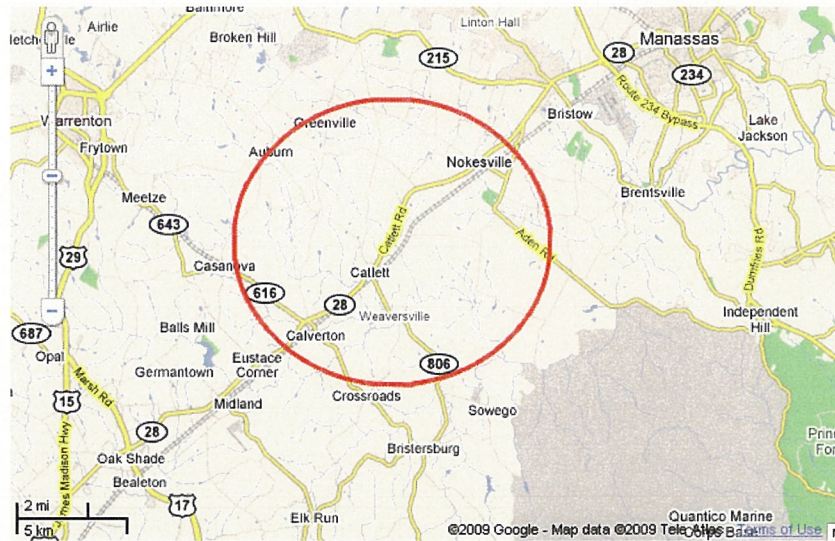 Baltimore
Airlie
Linton Hall
Broken Hill
28
Manassas
215
234
Route 234 Bypass
Bristow
Lake
Jackson
Greenville
Warrenton
Auburn
Frytown
Nokesville
Brentsville
Meetze
643
Catlett Rd
Aden Rd
Dumfries Rd
29
Casanova
Catlett
616
28
Weaversville
Independent
Hill
687
Balls Mill
Calverton
Opal
Eustace
Corner
806
Germantown
Marsh Rd
15
Midland
Crossroads
Sowego
28
Bristersburg
Oak Shade
Bealeton
17
2 mi
5 km
Elk Run
Quantico Marine
Corps Base
©2009 Google - Map data ©2009 Tele Atlas - Terms of Use